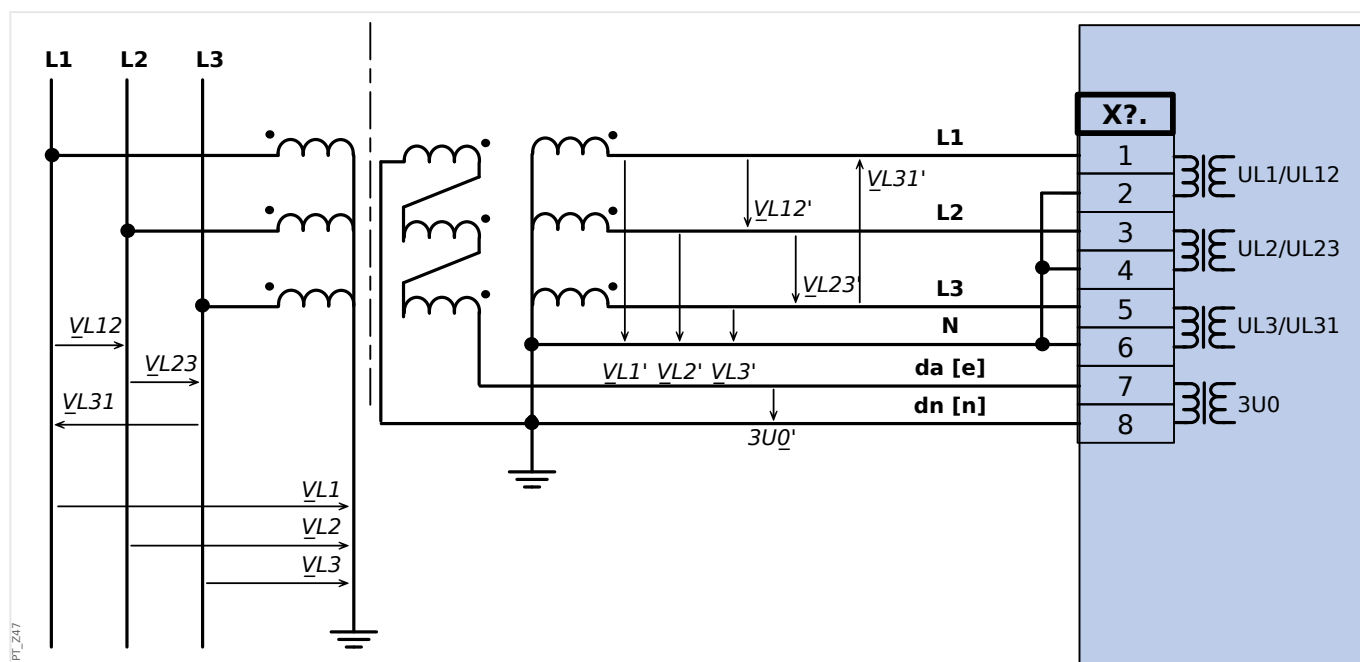 L1 L2 L3
X?.
L1
1
VL31'
UL1/UL12
2
VL12'
L2
3
UL2/UL23
4
VL23'
L3
5
N
UL3/UL31
6
VL12
VL23
VL1' VL2' VL3'
da [e]
7
VL31
dn [n]
3U0
8
3U0'
VL1
VL2
VL3
PT_Z47